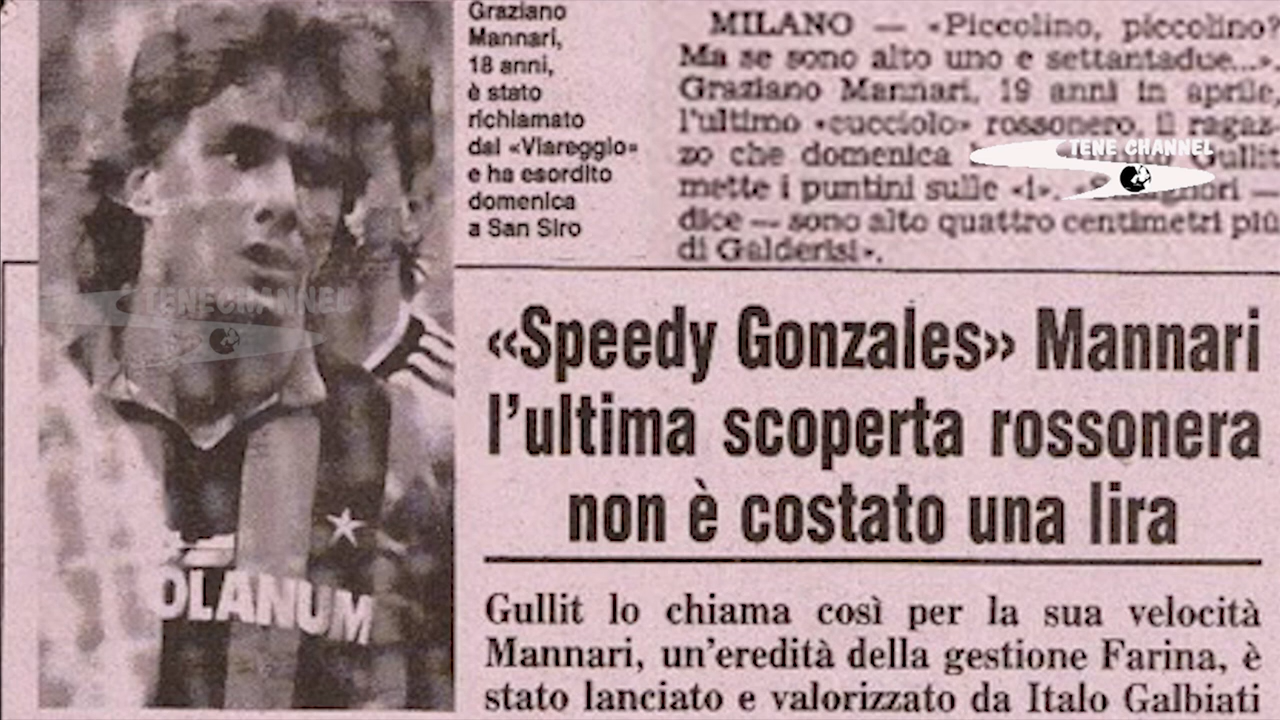 Graziano
Mannari,
18 anni,
è stato
richiamato
dal «Viareggio»
e ha esordito
domenica
a San Siro
MILANO — «Piccolino, piccolino?
Ma se sono alto uno e settantadue...».
Graziano Mannari, 19 anni in aprile,
l'ultimo «cucciolo» rossonero, il ragaz-
zo che domenica Gullit
mette i puntini sulle «i».
dice — sono alto quattro centimetri più
di Galderisi».
TENE CHANNEL
TENE CHANNEL
«Speedy Gonzales» Mannari
l'ultima scoperta rossonera
non è costato una lira
Gullit lo chiama così per la sua velocità
Mannari, un'eredità della gestione Farina, è
stato lanciato e valorizzato da Italo Galbiati
OLANUM